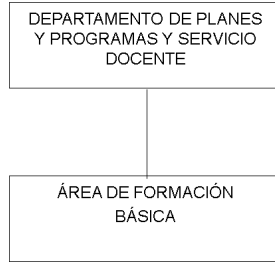 DEPARTAMENTO DE PLANES
Y PROGRAMAS Y SERVICIO
DOCENTE
ÁREA DE FORMACIÓN
BÁSICA